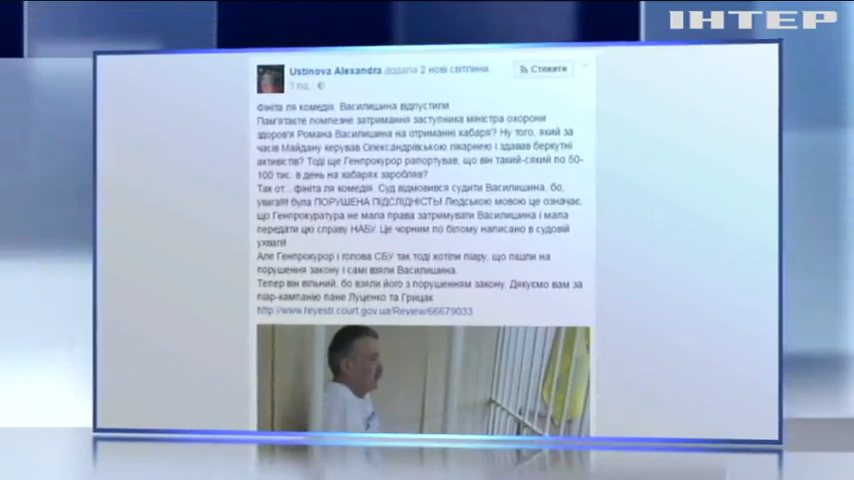 ІНТЕР
Ustinova Alexandra додала 2 нові світлини
Стежити
Фініта ля комедія. Василишина відпустили
Пам'ятаєте помпезне затримання заступника міністра охорони
здоров'я Романа Василишина на отриманні хабаря? Ну того, який за
часів Майдану керував Олександрівською лікарнею і здавав беркутні
активістів? Тоді ще Генпрокурор рапортував, що він такий-сякий по 50-
100 тис. в день на хабарях заробляв?
Так от... фініта ля комедія. Суд відмовився судити Василишина, бо,
увага!!! була ПОРУШЕНА ПІДСЛІДНІСТЬ! Людською мовою це означає,
що Генпрокуратура не мала права затримувати Василишина і мала
передати цю справу НАБУ. Це чорним по білому написано в судовій
ухвалі!
Але Генпрокурор і голова СБУ так тоді хотіли піару, що пішли на
порушення закону і самі взяли Василишина.
Тепер він вільний, бо взяли його з порушенням закону. Дякуємо вам за
піар-кампанію пане Луценко та Грицак
http://www.reyestr.court.gov.ua/Review/66679033